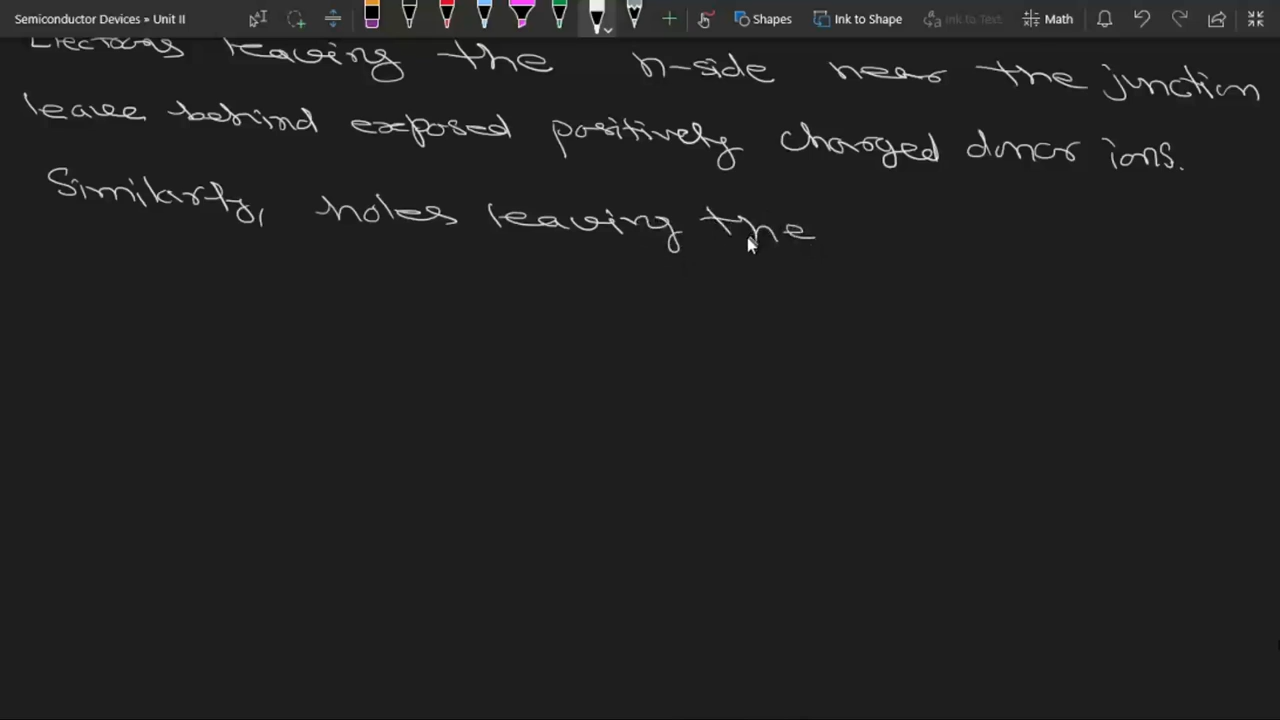 Semiconductor Devices » Unit II
Shapes
Ink to Shape
Ink to Text
Math
Electrons leaving the n-side near the junction
leave behind exposed positively charged donor ions.
Similarly, holes leaving the